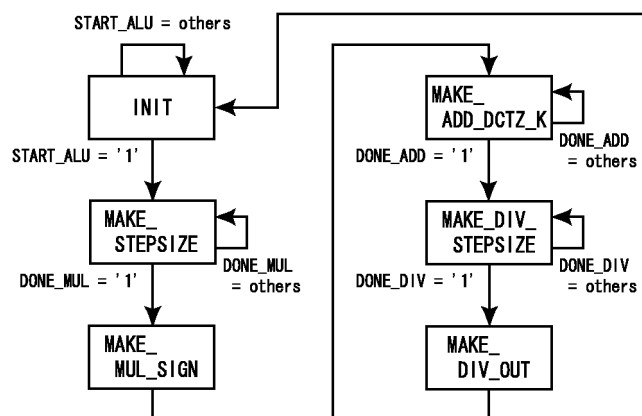 START_ALU = others
INIT
START_ALU = '1'
MAKE_
STEPSIZE
DONE_MUL
= others
DONE_MUL = '1'
MAKE_
MUL_SIGN
MAKE_
ADD_DCTZ_K
DONE_ADD
= others
DONE_ADD = '1'
MAKE_DIV_
STEPSIZE
DONE_DIV
= others
DONE_DIV = '1'
MAKE_
DIV_OUT